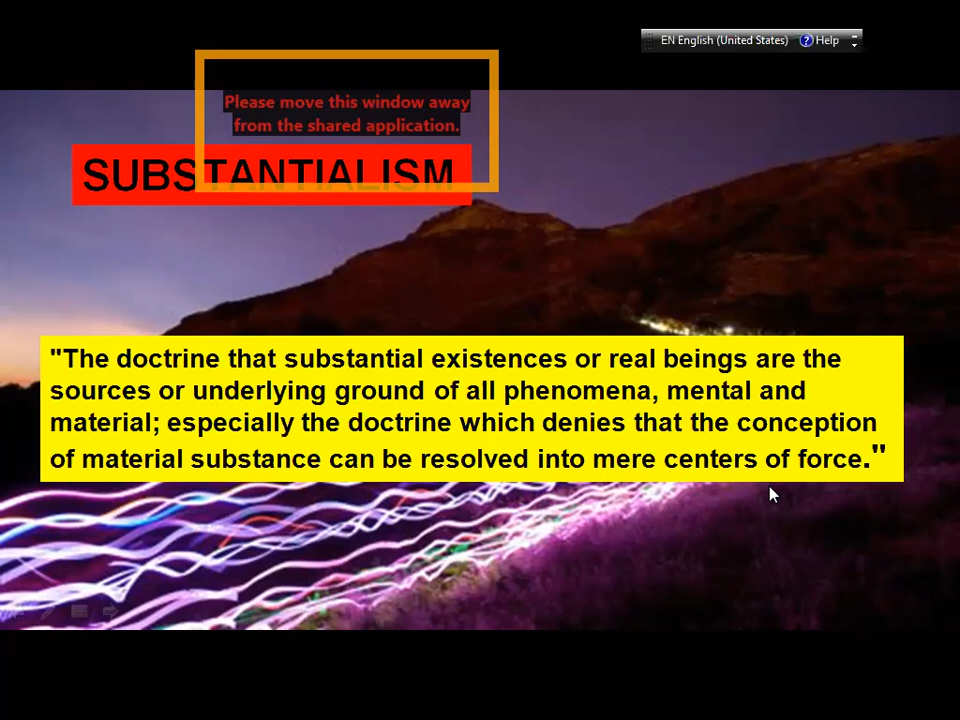 EN English (United States) Help
Please move this window away
from the shared application.
SUBSTANTIALISM
"The doctrine that substantial existences or real beings are the
sources or underlying ground of all phenomena, mental and
material; especially the doctrine which denies that the conception
of material substance can be resolved into mere centers of force."